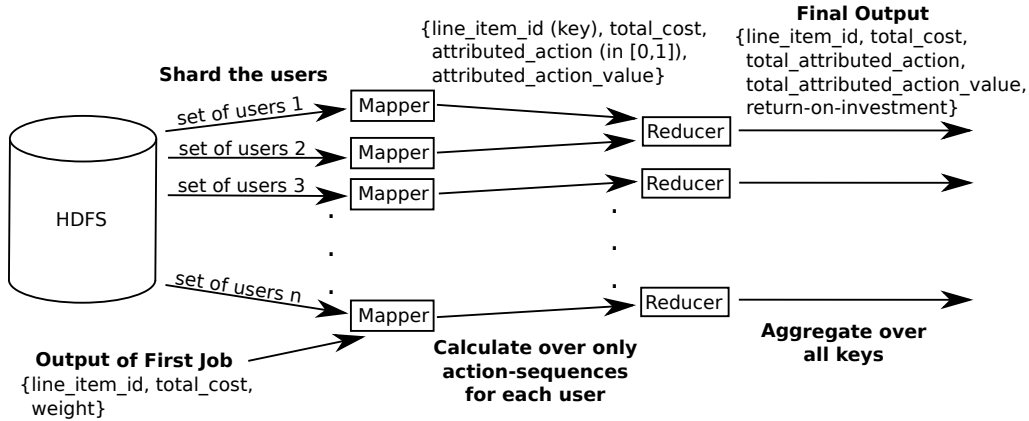 {line_item_id (key), total_cost,
attributed_action (in [0,1]),
attributed_action_value}
Final Output
{line_item_id, total_cost,
total_attributed_action,
total_attributed_action_value,
return-on-investment}
Shard the users
set of users 1
Mapper
Reducer
set of users 2
Mapper
set of users 3
Mapper
Reducer
HDFS
set of users n
Mapper
Reducer
Output of First Job
{line_item_id, total_cost,
weight}
Calculate over only
action-sequences
for each user
Aggregate over
all keys